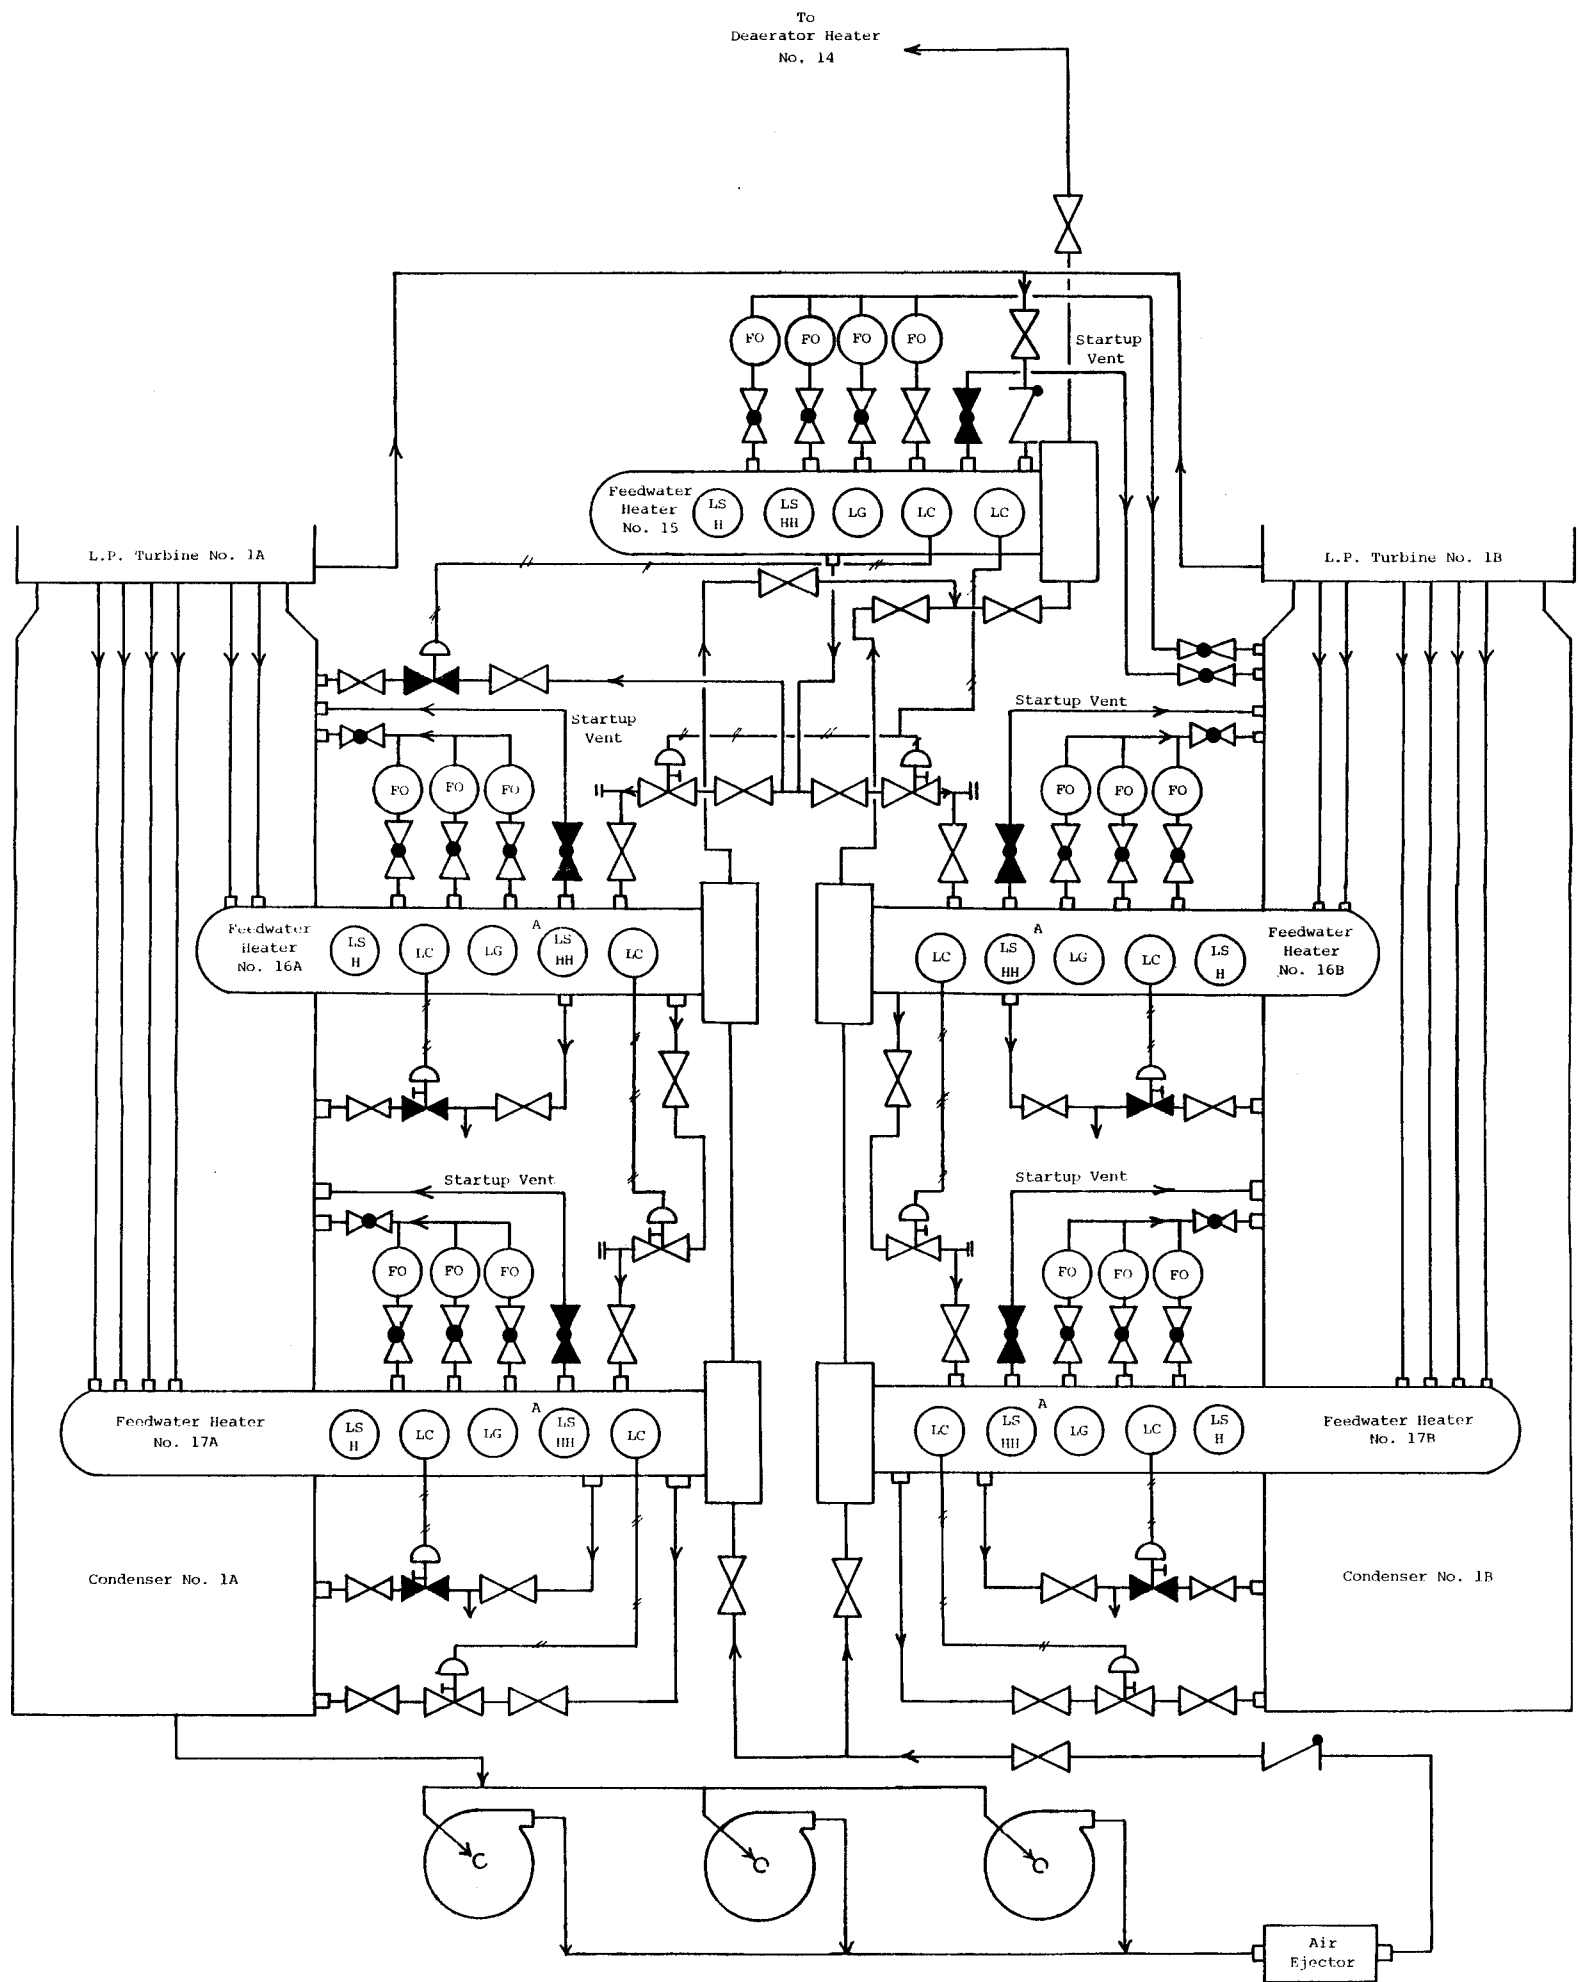 To
Deaerator Heater
No. 14
FO FO FO FO
Startup
Vent
Feedwater
Heater
No. 15
LS
H
LS
HH
LG
LC
LC
L.P. Turbine No. 1A
L.P. Turbine No. 1B
Startup
Vent
Startup Vent
FO FO FO
FO FO FO
Feedwater
Heater
No. 16A
LS
H
LC
LG
A
LS
HH
LC
LC
A
LS
HH
LG
LC
LS
H
Feedwater
Heater
No. 16B
Startup Vent
Startup Vent
FO FO FO
FO FO FO
Feedwater Heater
No. 17A
LS
H
LC
LG
A
LS
HH
LC
LC
A
LS
HH
LG
LC
LS
H
Feedwater Heater
No. 17B
Condenser No. 1A
Condenser No. 1B
C
C
C
Air
Ejector